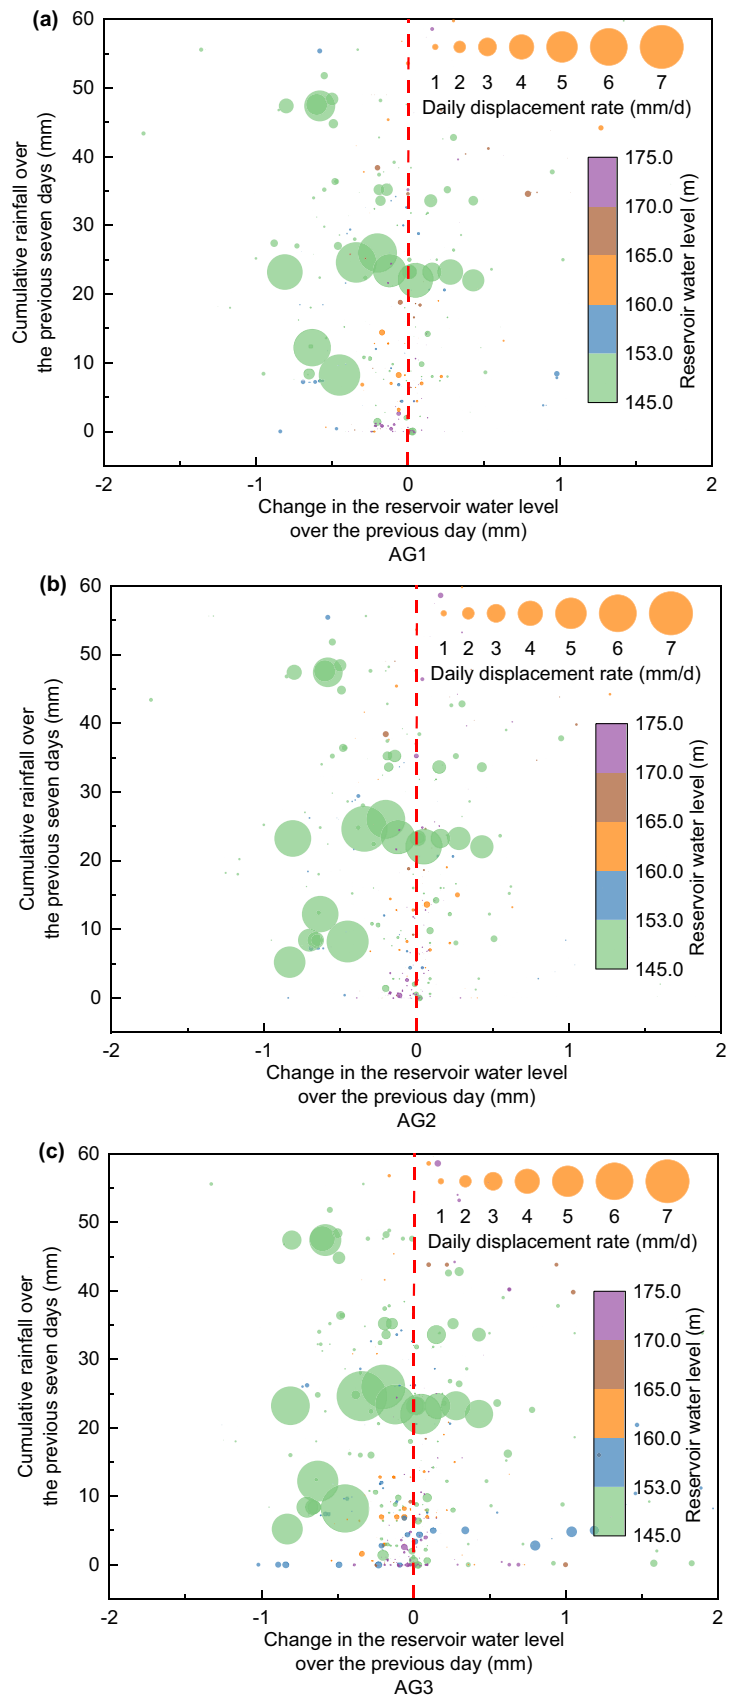 (a)
60
50
40
30
20
10
0
Cumulative rainfall over
the previous seven days (mm)
1 2 3 4 5 6 7
Daily displacement rate (mm/d)
175.0
170.0
165.0
160.0
153.0
145.0
Reservoir water level (m)
-2 -1 0 1 2
Change in the reservoir water level
over the previous day (mm)
AG1
(b)
60
50
40
30
20
10
0
Cumulative rainfall over
the previous seven days (mm)
1 2 3 4 5 6 7
Daily displacement rate (mm/d)
175.0
170.0
165.0
160.0
153.0
145.0
Reservoir water level (m)
-2 -1 0 1 2
Change in the reservoir water level
over the previous day (mm)
AG2
(c)
60
50
40
30
20
10
0
Cumulative rainfall over
the previous seven days (mm)
1 2 3 4 5 6 7
Daily displacement rate (mm/d)
175.0
170.0
165.0
160.0
153.0
145.0
Reservoir water level (m)
-2 -1 0 1 2
Change in the reservoir water level
over the previous day (mm)
AG3